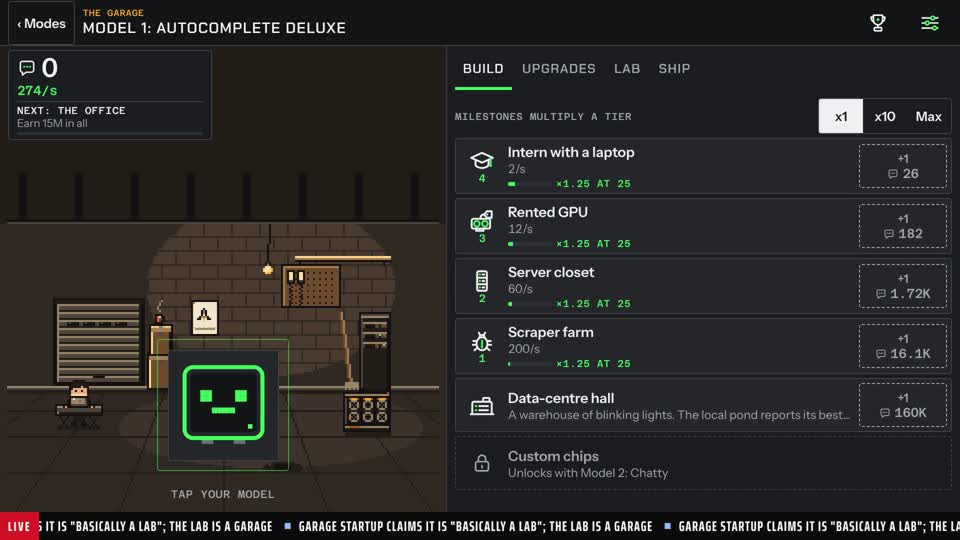 ‹ Modes
THE GARAGE
MODEL 1: AUTOCOMPLETE DELUXE
0
274/s
NEXT: THE OFFICE
Earn 15M in all
TAP YOUR MODEL
BUILD UPGRADES LAB SHIP
MILESTONES MULTIPLY A TIER
x1 x10 Max
Intern with a laptop
2/s
4
×1.25 AT 25
+1
26
Rented GPU
12/s
3
×1.25 AT 25
+1
182
Server closet
60/s
2
×1.25 AT 25
+1
1.72K
Scraper farm
200/s
1
×1.25 AT 25
+1
16.1K
Data-centre hall
A warehouse of blinking lights. The local pond reports its best...
+1
160K
Custom chips
Unlocks with Model 2: Chatty
LIVE S IT IS "BASICALLY A LAB"; THE LAB IS A GARAGE ■ GARAGE STARTUP CLAIMS IT IS "BASICALLY A LAB"; THE LAB IS A GARAGE ■ GARAGE STARTUP CLAIMS IT IS "BASICALLY A LAB"; THE LA